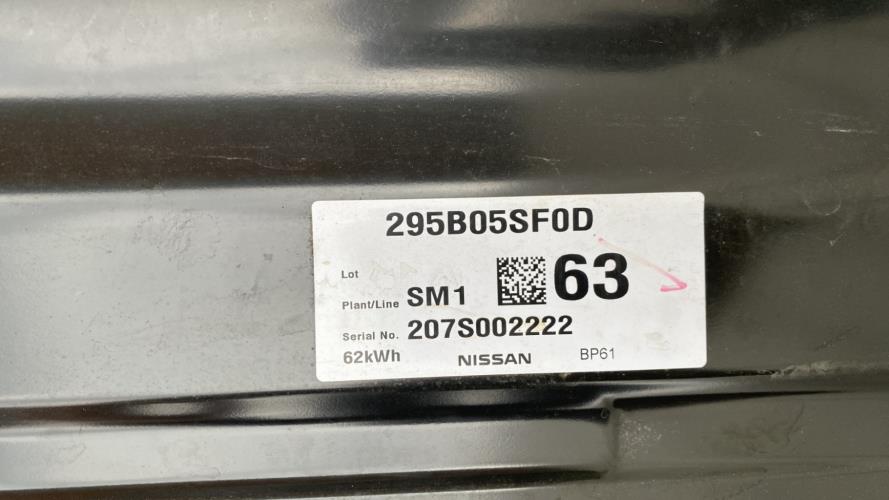 295B05SF0D
Lot
Plant/Line SM1 63
Serial No. 207S002222
62kWh NISSAN BP61